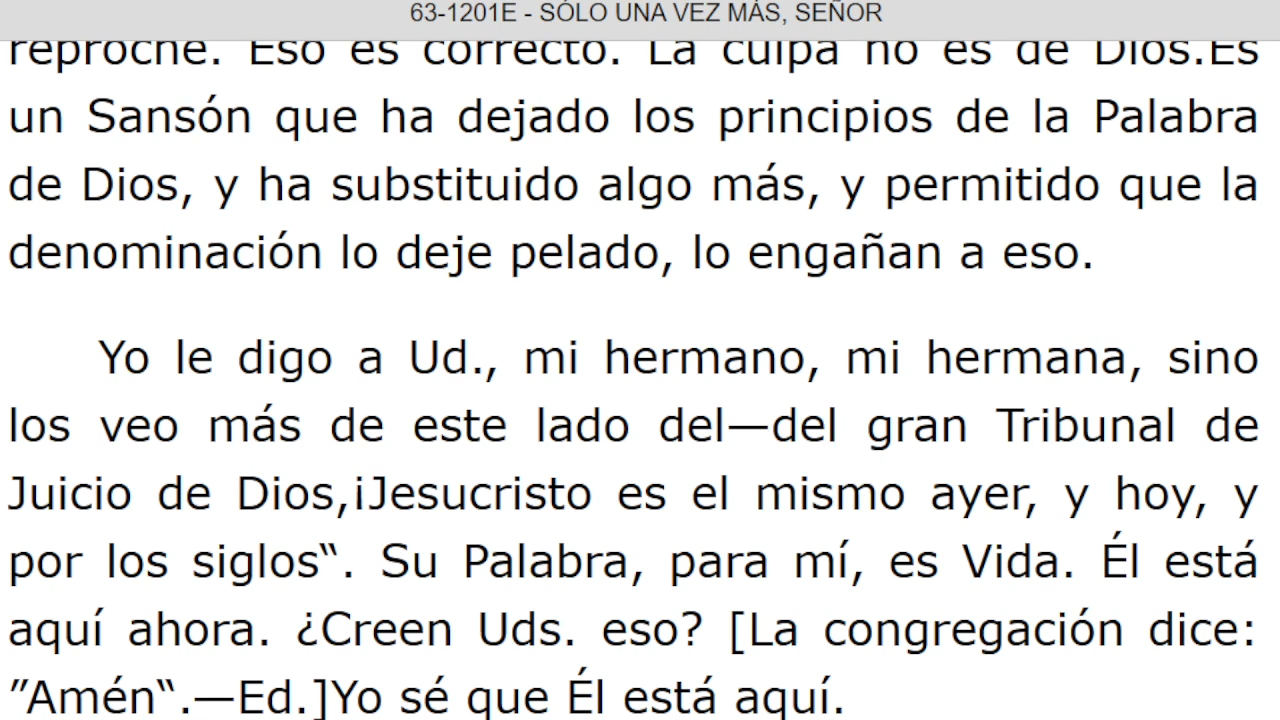 63-1201E - SÓLO UNA VEZ MÁS, SEÑOR
reproche. Eso es correcto. La culpa no es de Dios.Es
un Sansón que ha dejado los principios de la Palabra
de Dios, y ha substituido algo más, y permitido que la
denominación lo deje pelado, lo engañan a eso.
Yo le digo a Ud., mi hermano, mi hermana, sino
los veo más de este lado del—del gran Tribunal de
Juicio de Dios,¡Jesucristo es el mismo ayer, y hoy, y
por los siglos‟. Su Palabra, para mí, es Vida. Él está
aquí ahora. ¿Creen Uds. eso? [La congregación dice:
”Amén‟.—Ed.]Yo sé que Él está aquí.